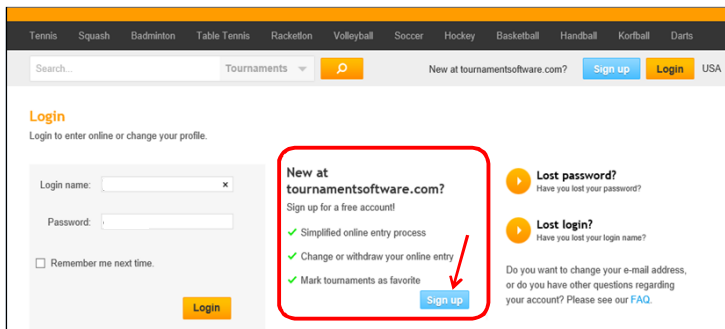 Tennis Squash Badminton Table Tennis Racketlon Volleyball Soccer Hockey Basketball Handball Korfball Darts
Search... Tournaments New at tournamentsoftware.com? Sign up Login USA
Login
Login to enter online or change your profile.
Login name: ×
Password:
Remember me next time.
Login
New at
tournamentsoftware.com?
Sign up for a free account!
Simplified online entry process
Change or withdraw your online entry
Mark tournaments as favorite
Sign up
Lost password?
Have you lost your password?
Lost login?
Have you lost your login name?
Do you want to change your e-mail address,
or do you have other questions regarding
your account? Please see our FAQ.